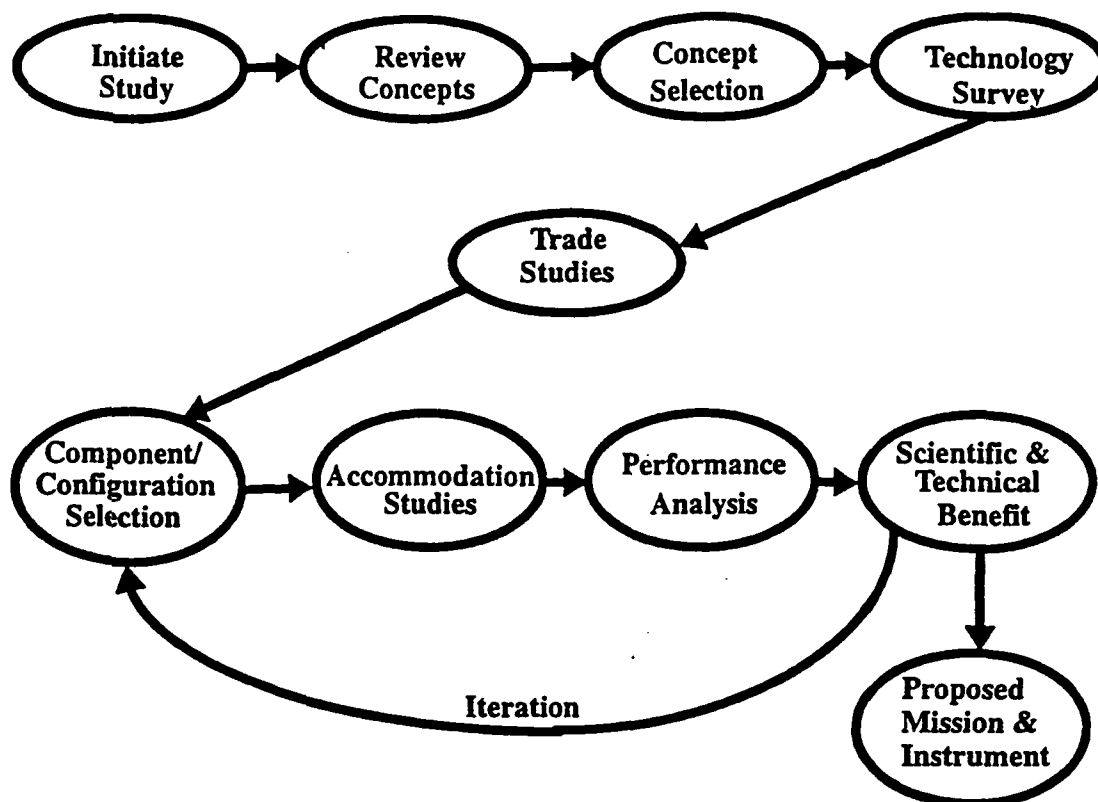 Initiate
Study
Review
Concepts
Concept
Selection
Technology
Survey
Trade
Studies
Component/
Configuration
Selection
Accommodation
Studies
Performance
Analysis
Scientific &
Technical
Benefit
Iteration
Proposed
Mission &
Instrument